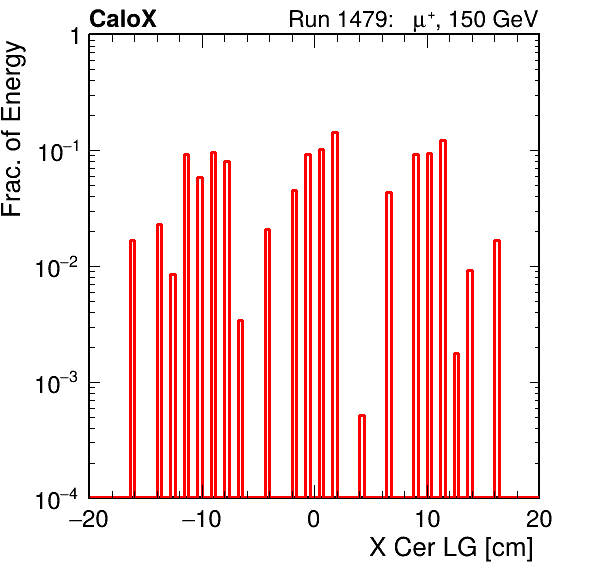 CaloX Run 1479: μ⁺, 150 GeV
Frac. of Energy
1
10⁻¹
10⁻²
10⁻³
10⁻⁴
−20 −10 0 10 20
X Cer LG [cm]